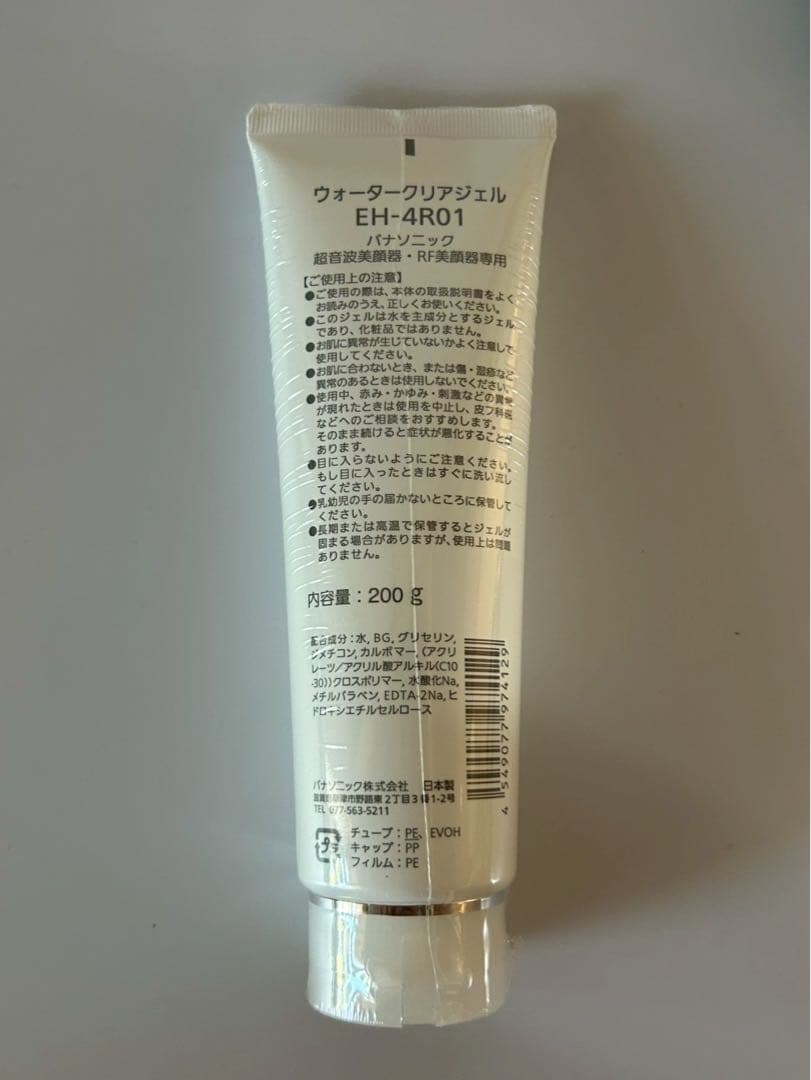 ウォータークリアジェル
EH-4R01
パナソニック
超音波美顔器・RF美顔器専用
【ご使用上の注意】
●ご使用の際は、本体の取扱説明書をよく
お読みのうえ、正しくお使いください。
●このジェルは水を主成分とするジェル
であり、化粧品ではありません。
●お肌に異常が生じていないかよく注意して
使用してください。
●お肌に合わないとき、または傷・湿疹など
異常のあるときは使用しないでください。
●使用中、赤み・かゆみ・刺激などの異常
が現れたときは使用を中止し、皮フ科医
などへのご相談をおすすめします。
そのまま続けると症状が悪化することが
あります。
●目に入らないようにご注意ください。
もし目に入ったときはすぐに洗い流し
てください。
●乳幼児の手の届かないところに保管して
ください。
●長期または高温で保管するとジェルが
固まる場合がありますが、使用上は問題
ありません。
内容量：200 g
配合成分：水, BG, グリセリン,
ジメチコン, カルボマー, (アクリ
レーツ/アクリル酸アルキル(C10
-30))クロスポリマー, 水酸化Na,
メチルパラベン, EDTA-2Na, ヒ
ドロキシエチルセルロース
4 549077 974129
パナソニック株式会社 日本製
滋賀県草津市野路東2丁目3番1-2号
TEL 077-563-5211
プラ
チューブ：PE、EVOH
キャップ：PP
フィルム：PE